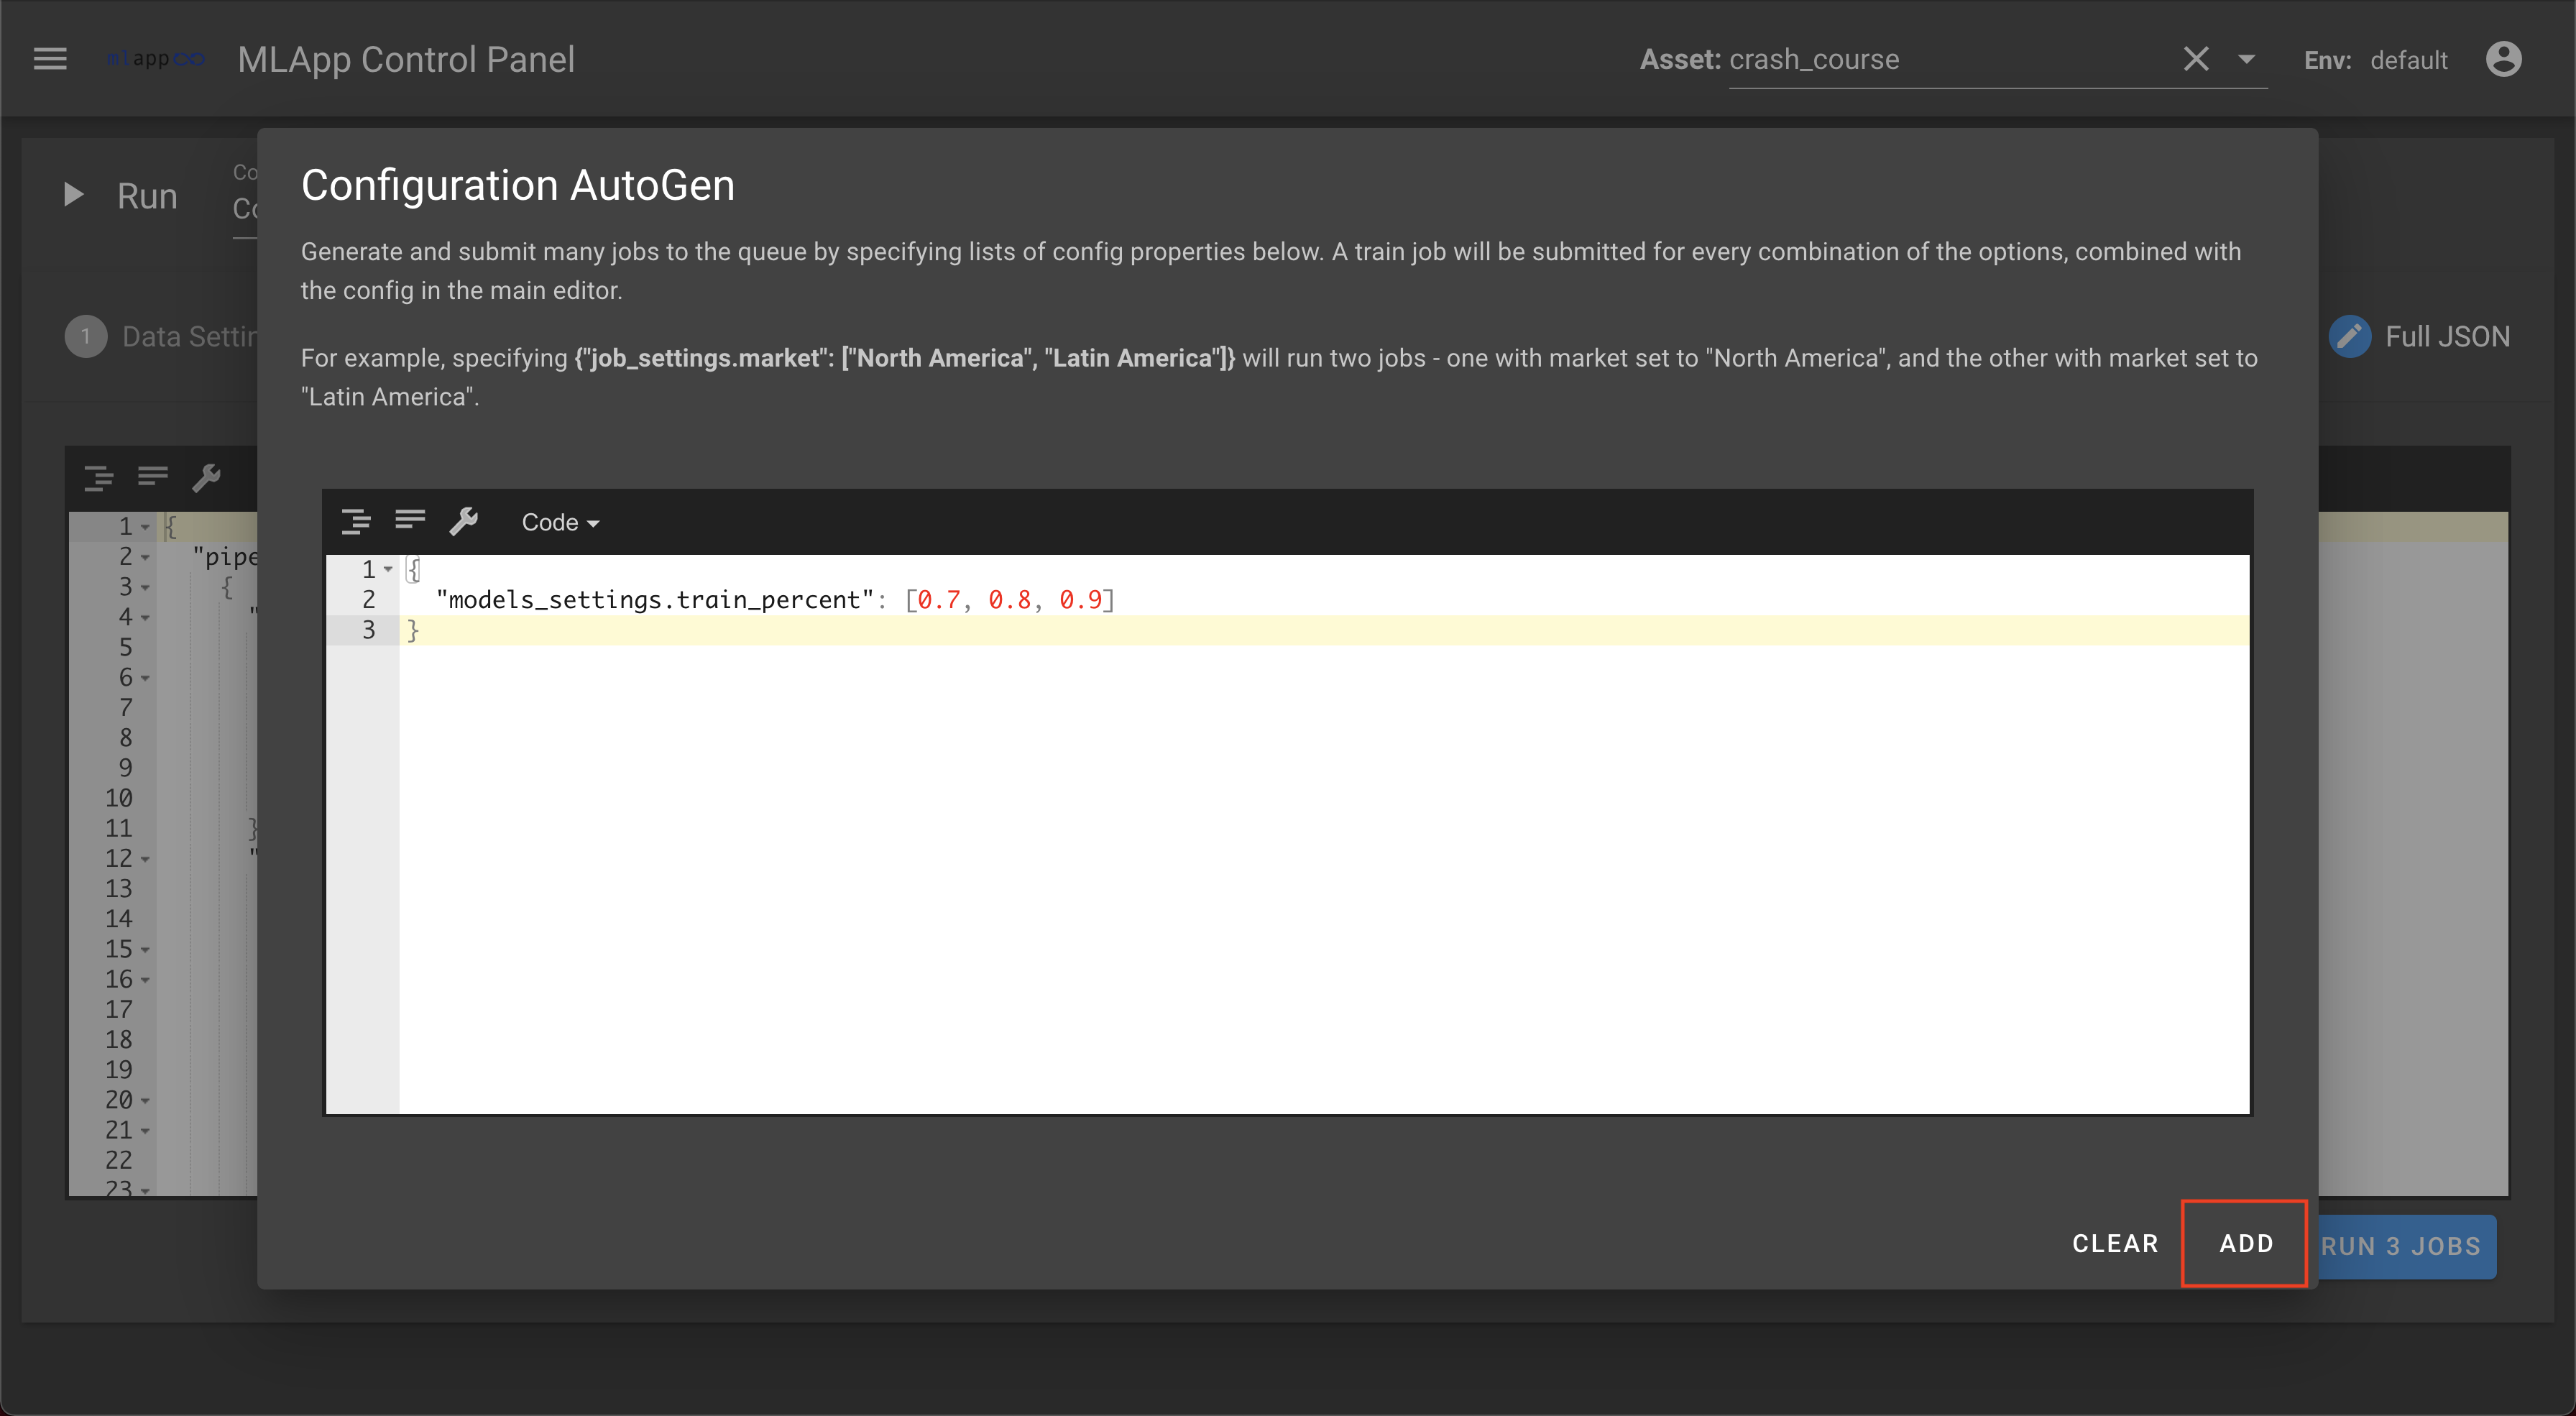 mlapp MLApp Control Panel
Asset: crash_course
Env: default
Run
Co
Co
Configuration AutoGen
Generate and submit many jobs to the queue by specifying lists of config properties below. A train job will be submitted for every combination of the options, combined with
the config in the main editor.
For example, specifying {"job_settings.market": ["North America", "Latin America"]} will run two jobs - one with market set to "North America", and the other with market set to
"Latin America".
1 Data Settin
Full JSON
Code
1 {
2 "models_settings.train_percent": [0.7, 0.8, 0.9]
3 }
1 {
2 "pipe
3 {
4 "
5
6
7
8
9
10
11 }
12 "
13
14
15
16
17
18
19
20
21
22
23
CLEAR
ADD
RUN 3 JOBS